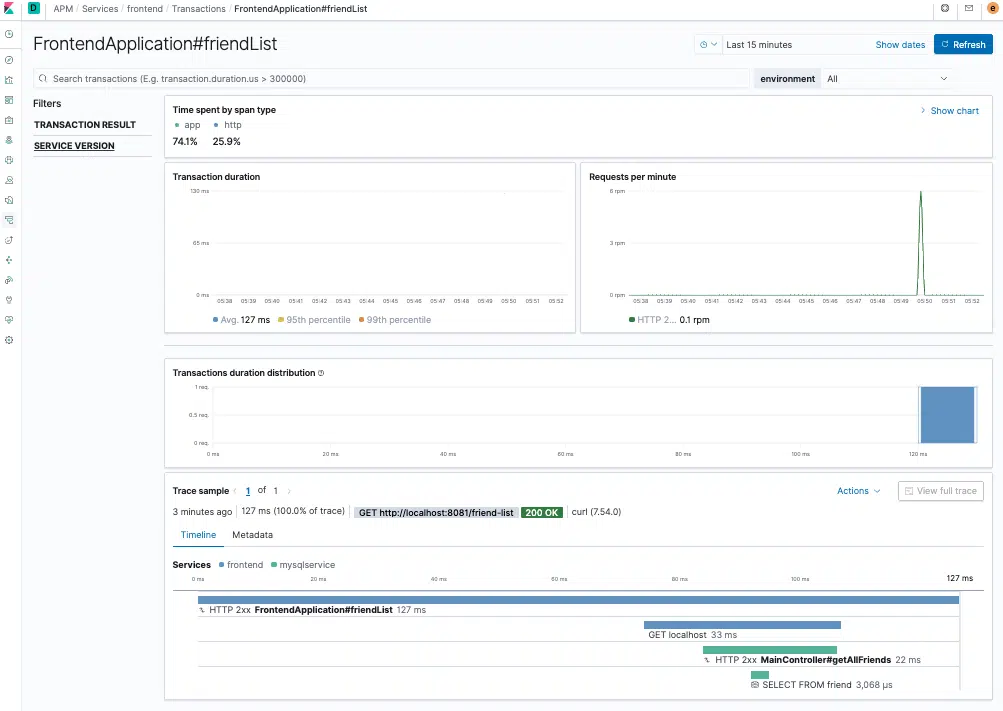 D APM / Services / frontend / Transactions / FrontendApplication#friendList e
FrontendApplication#friendList
Last 15 minutes Show dates Refresh
Search transactions (E.g. transaction.duration.us > 300000) environment All
Filters
TRANSACTION RESULT
SERVICE VERSION
Time spent by span type Show chart
app http
74.1% 25.9%
Transaction duration
130 ms
65 ms
0 ms
05:38 05:39 05:40 05:41 05:42 05:43 05:44 05:45 05:46 05:47 05:48 05:49 05:50 05:51 05:52
Avg. 127 ms 95th percentile 99th percentile
Requests per minute
6 rpm
3 rpm
0 rpm
05:38 05:39 05:40 05:41 05:42 05:43 05:44 05:45 05:46 05:47 05:48 05:49 05:50 05:51 05:52
HTTP 2... 0.1 rpm
Transactions duration distribution
1 req.
0.5 req.
0 req.
0 ms 20 ms 40 ms 60 ms 80 ms 100 ms 120 ms
Trace sample 1 of 1 Actions View full trace
3 minutes ago 127 ms (100.0% of trace) GET http://localhost:8081/friend-list 200 OK curl (7.54.0)
Timeline Metadata
Services frontend mysqlservice
0 ms 20 ms 40 ms 60 ms 80 ms 100 ms 127 ms
HTTP 2xx FrontendApplication#friendList 127 ms
GET localhost 33 ms
HTTP 2xx MainController#getAllFriends 22 ms
SELECT FROM friend 3,068 μs